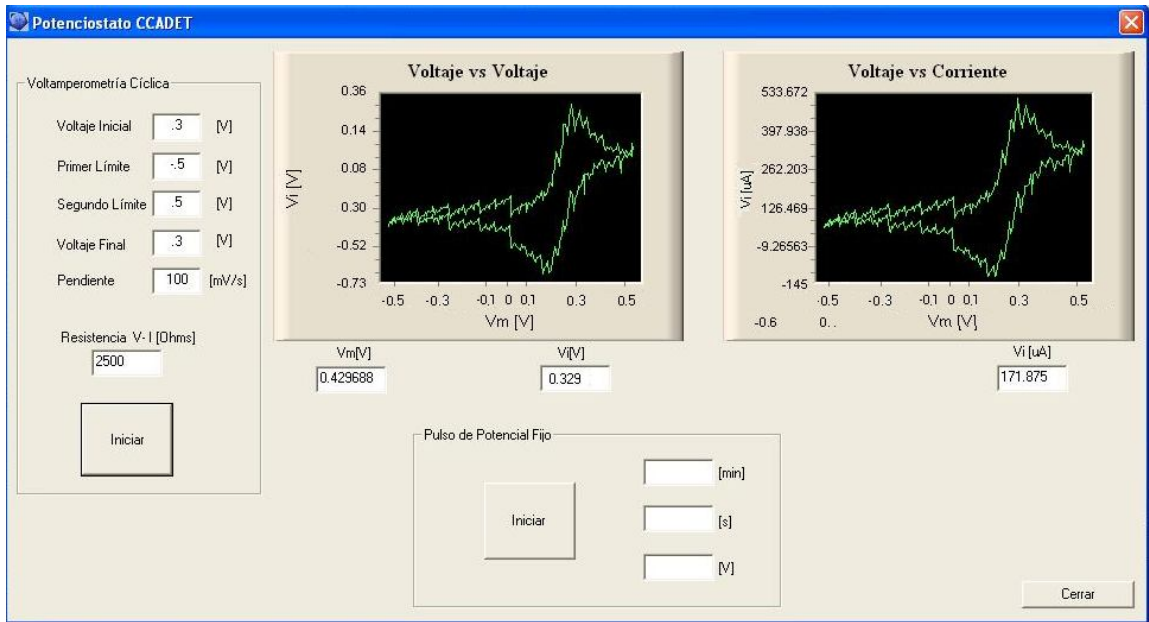 Potenciostato CCADET
Voltamperometría Cíclica
Voltaje Inicial .3 [V]
Primer Límite -.5 [V]
Segundo Límite .5 [V]
Voltaje Final .3 [V]
Pendiente 100 [mV/s]
Resistencia V- I [Ohms]
2500
Iniciar
Voltaje vs Voltaje
0.36
0.14
0.08
0.30
-0.52
-0.73
Vi [V]
-0.5 -0.3 -0.1 0 0.1 0.3 0.5
Vm [V]
Voltaje vs Corriente
533.672
397.938
262.203
126.469
-9.26563
-145
Vi [uA]
-0.5 -0.3 -0.1 0 0.1 0.3 0.5
-0.6 0.. Vm [V]
Vm[V]
0.429688
Vi[V]
0.329
Vi [uA]
171.875
Pulso de Potencial Fijo
Iniciar
[min]
[s]
[V]
Cerrar